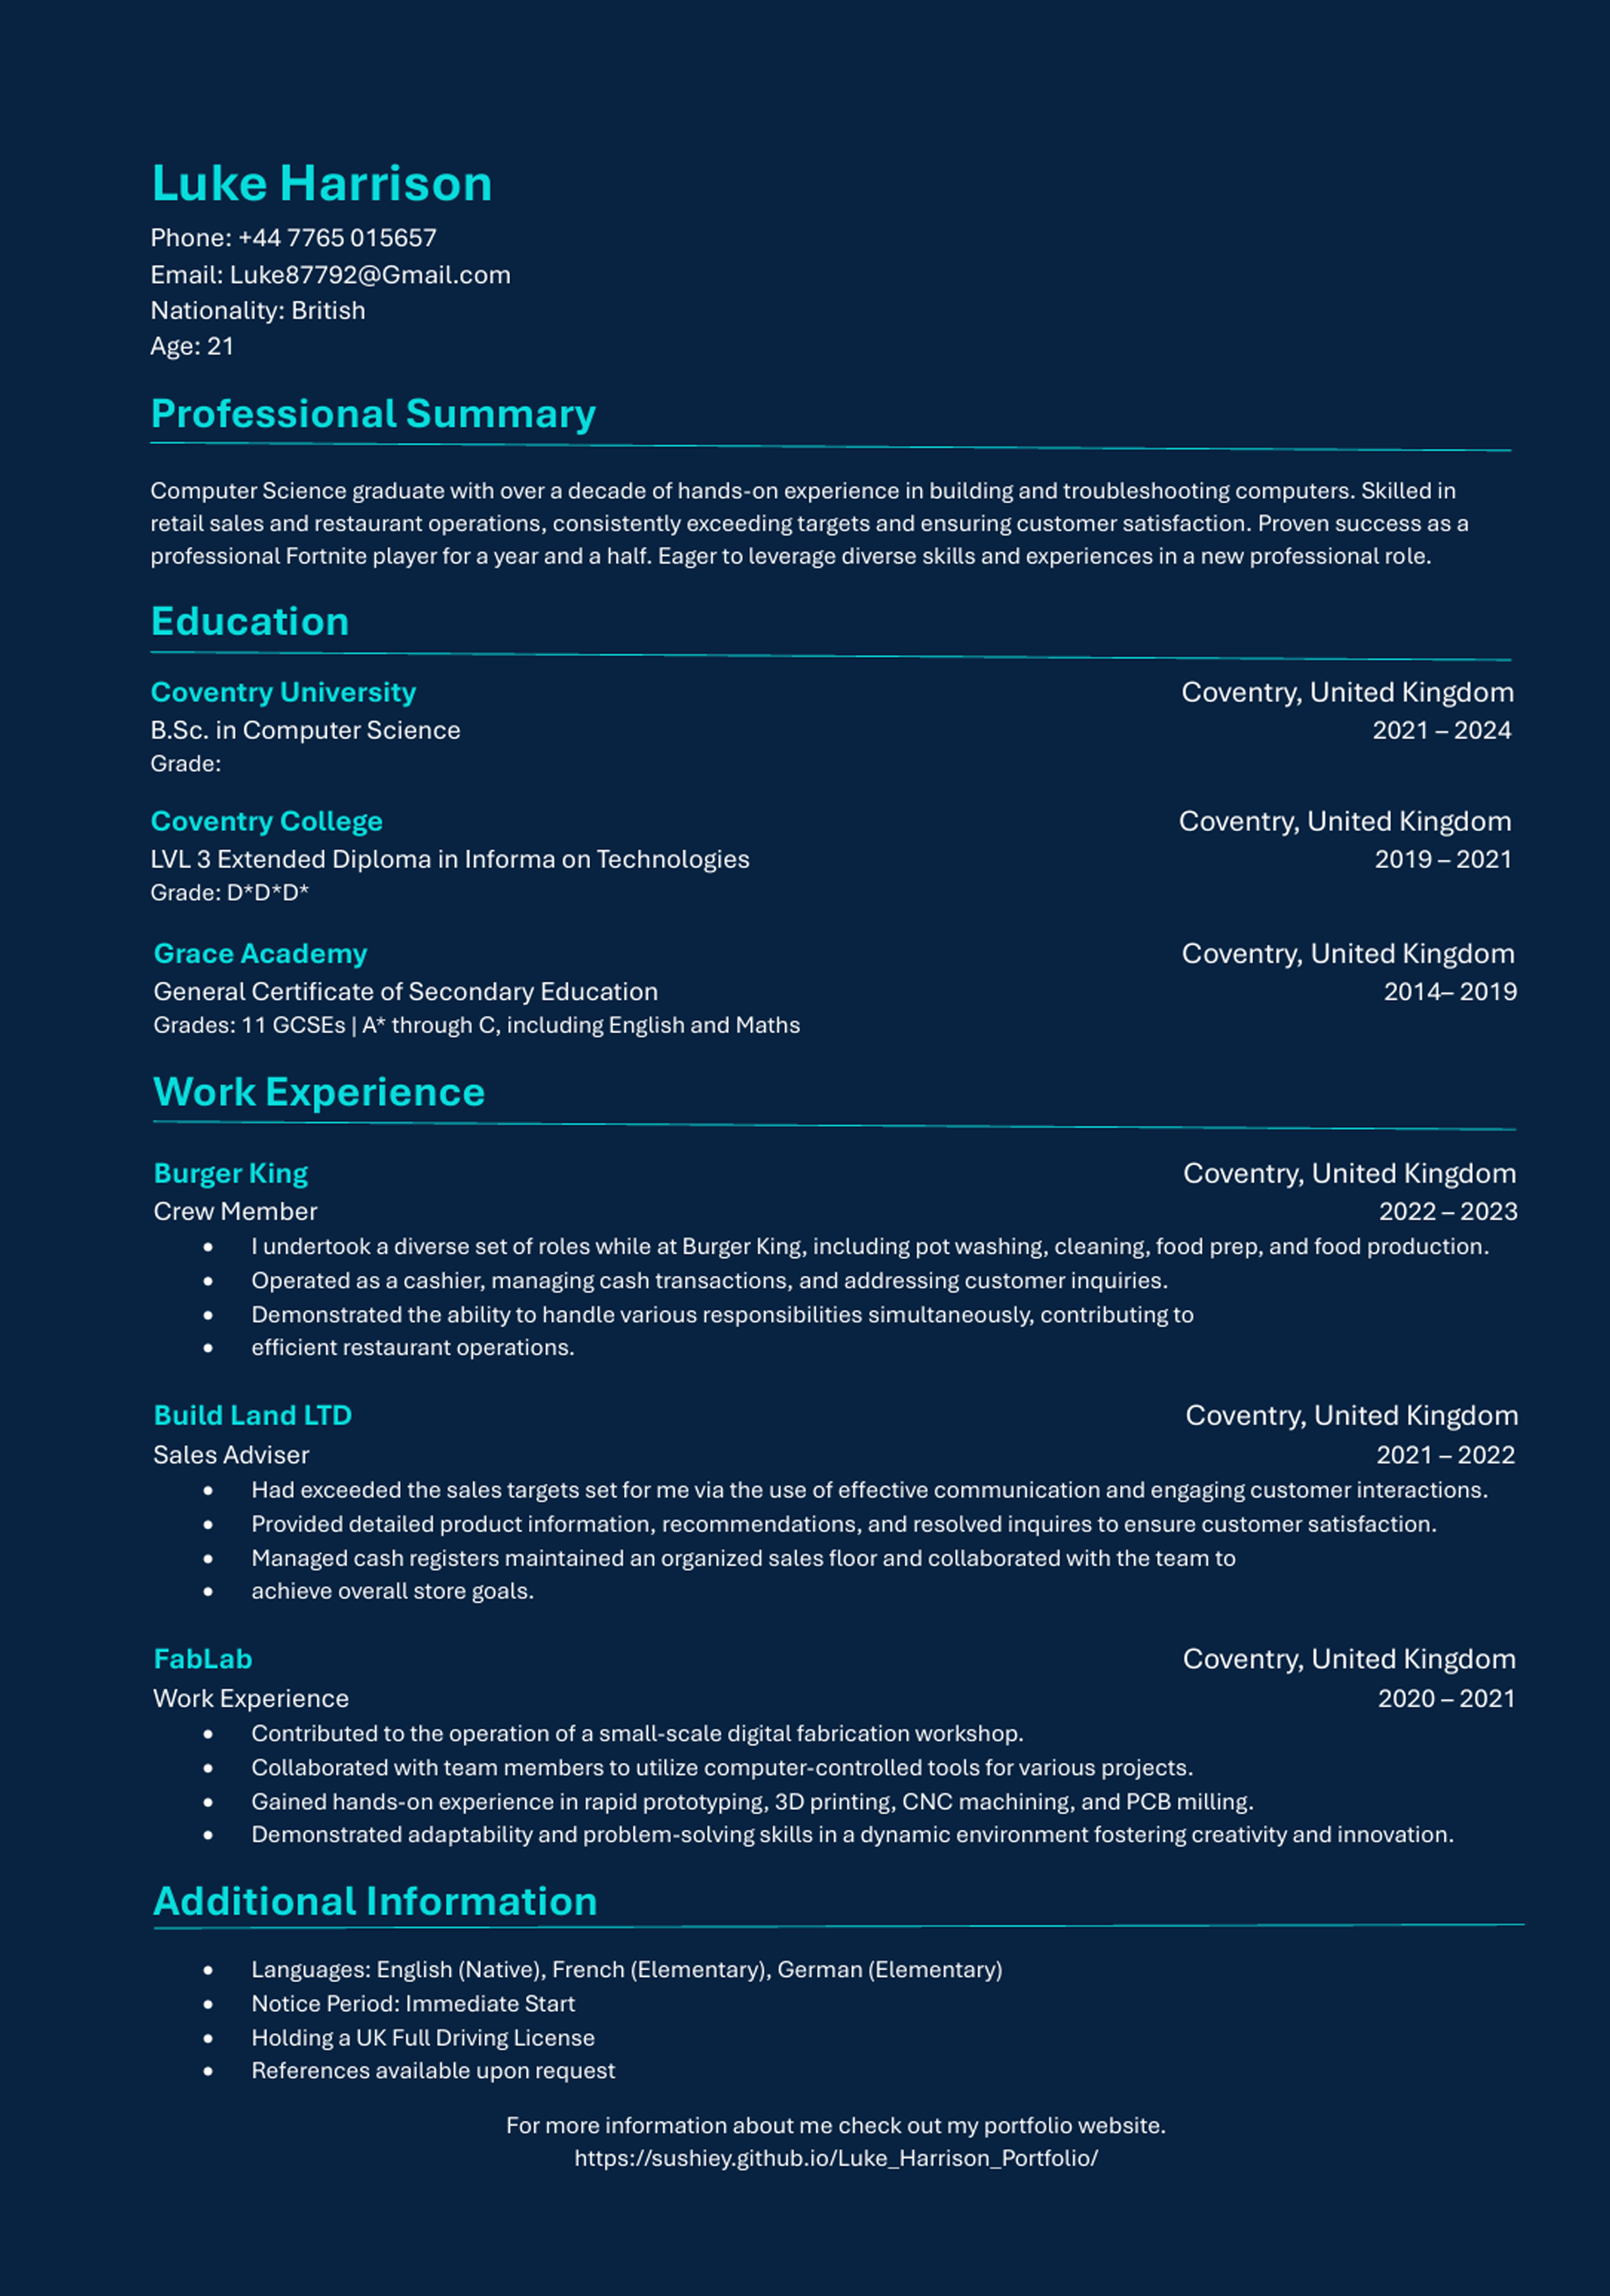 Luke Harrison
Phone: +44 7765 015657
Email: Luke87792@Gmail.com
Nationality: British
Age: 21
Professional Summary
Computer Science graduate with over a decade of hands-on experience in building and troubleshooting computers. Skilled in
retail sales and restaurant operations, consistently exceeding targets and ensuring customer satisfaction. Proven success as a
professional Fortnite player for a year and a half. Eager to leverage diverse skills and experiences in a new professional role.
Education
Coventry University Coventry, United Kingdom
B.Sc. in Computer Science 2021 – 2024
Grade:
Coventry College Coventry, United Kingdom
LVL 3 Extended Diploma in Informa on Technologies 2019 – 2021
Grade: D*D*D*
Grace Academy Coventry, United Kingdom
General Certificate of Secondary Education 2014– 2019
Grades: 11 GCSEs | A* through C, including English and Maths
Work Experience
Burger King Coventry, United Kingdom
Crew Member 2022 – 2023
• I undertook a diverse set of roles while at Burger King, including pot washing, cleaning, food prep, and food production.
• Operated as a cashier, managing cash transactions, and addressing customer inquiries.
• Demonstrated the ability to handle various responsibilities simultaneously, contributing to
• efficient restaurant operations.
Build Land LTD Coventry, United Kingdom
Sales Adviser 2021 – 2022
• Had exceeded the sales targets set for me via the use of effective communication and engaging customer interactions.
• Provided detailed product information, recommendations, and resolved inquires to ensure customer satisfaction.
• Managed cash registers maintained an organized sales floor and collaborated with the team to
• achieve overall store goals.
FabLab Coventry, United Kingdom
Work Experience 2020 – 2021
• Contributed to the operation of a small-scale digital fabrication workshop.
• Collaborated with team members to utilize computer-controlled tools for various projects.
• Gained hands-on experience in rapid prototyping, 3D printing, CNC machining, and PCB milling.
• Demonstrated adaptability and problem-solving skills in a dynamic environment fostering creativity and innovation.
Additional Information
• Languages: English (Native), French (Elementary), German (Elementary)
• Notice Period: Immediate Start
• Holding a UK Full Driving License
• References available upon request
For more information about me check out my portfolio website.
https://sushiey.github.io/Luke_Harrison_Portfolio/